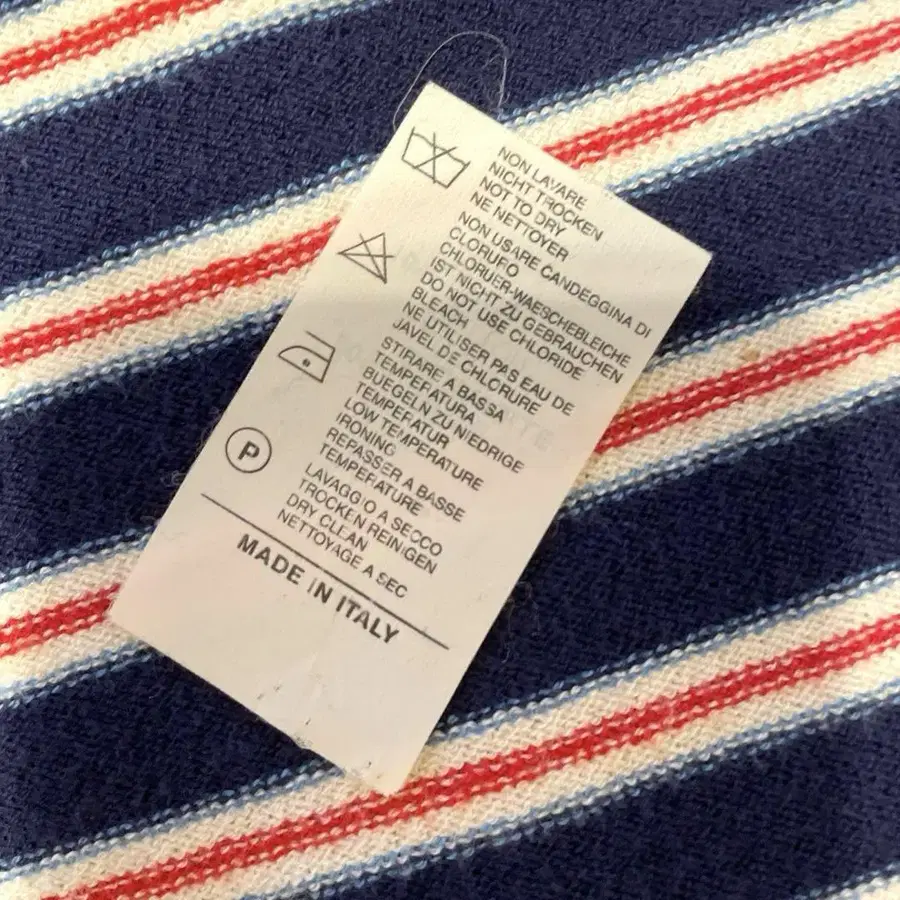 NON LAVARE
NICHT TROCKEN
NOT TO DRY
NE NETTOYER
NON USARE CANDEGGINA DI
CLORUFO
CHLORUER-WAESCHEBLEICHE
IST NICHT ZU GEBRAUCHEN
DO NOT USE CHLORIDE
BLEACH
NE UTILISER PAS EAU DE
JAVEL DE CHLORURE
STIRARE A BASSA
TEMPERATURA
BUEGELN ZU NIEDRIGE
TEMPERATUR
LOW TEMPERATURE
IRONING
REPASSER A BASSE
TEMPERATURE
P
LAVAGGIO A SECCO
TROCKEN REINIGEN
DRY CLEAN
NETTOYAGE A SEC
MADE IN ITALY